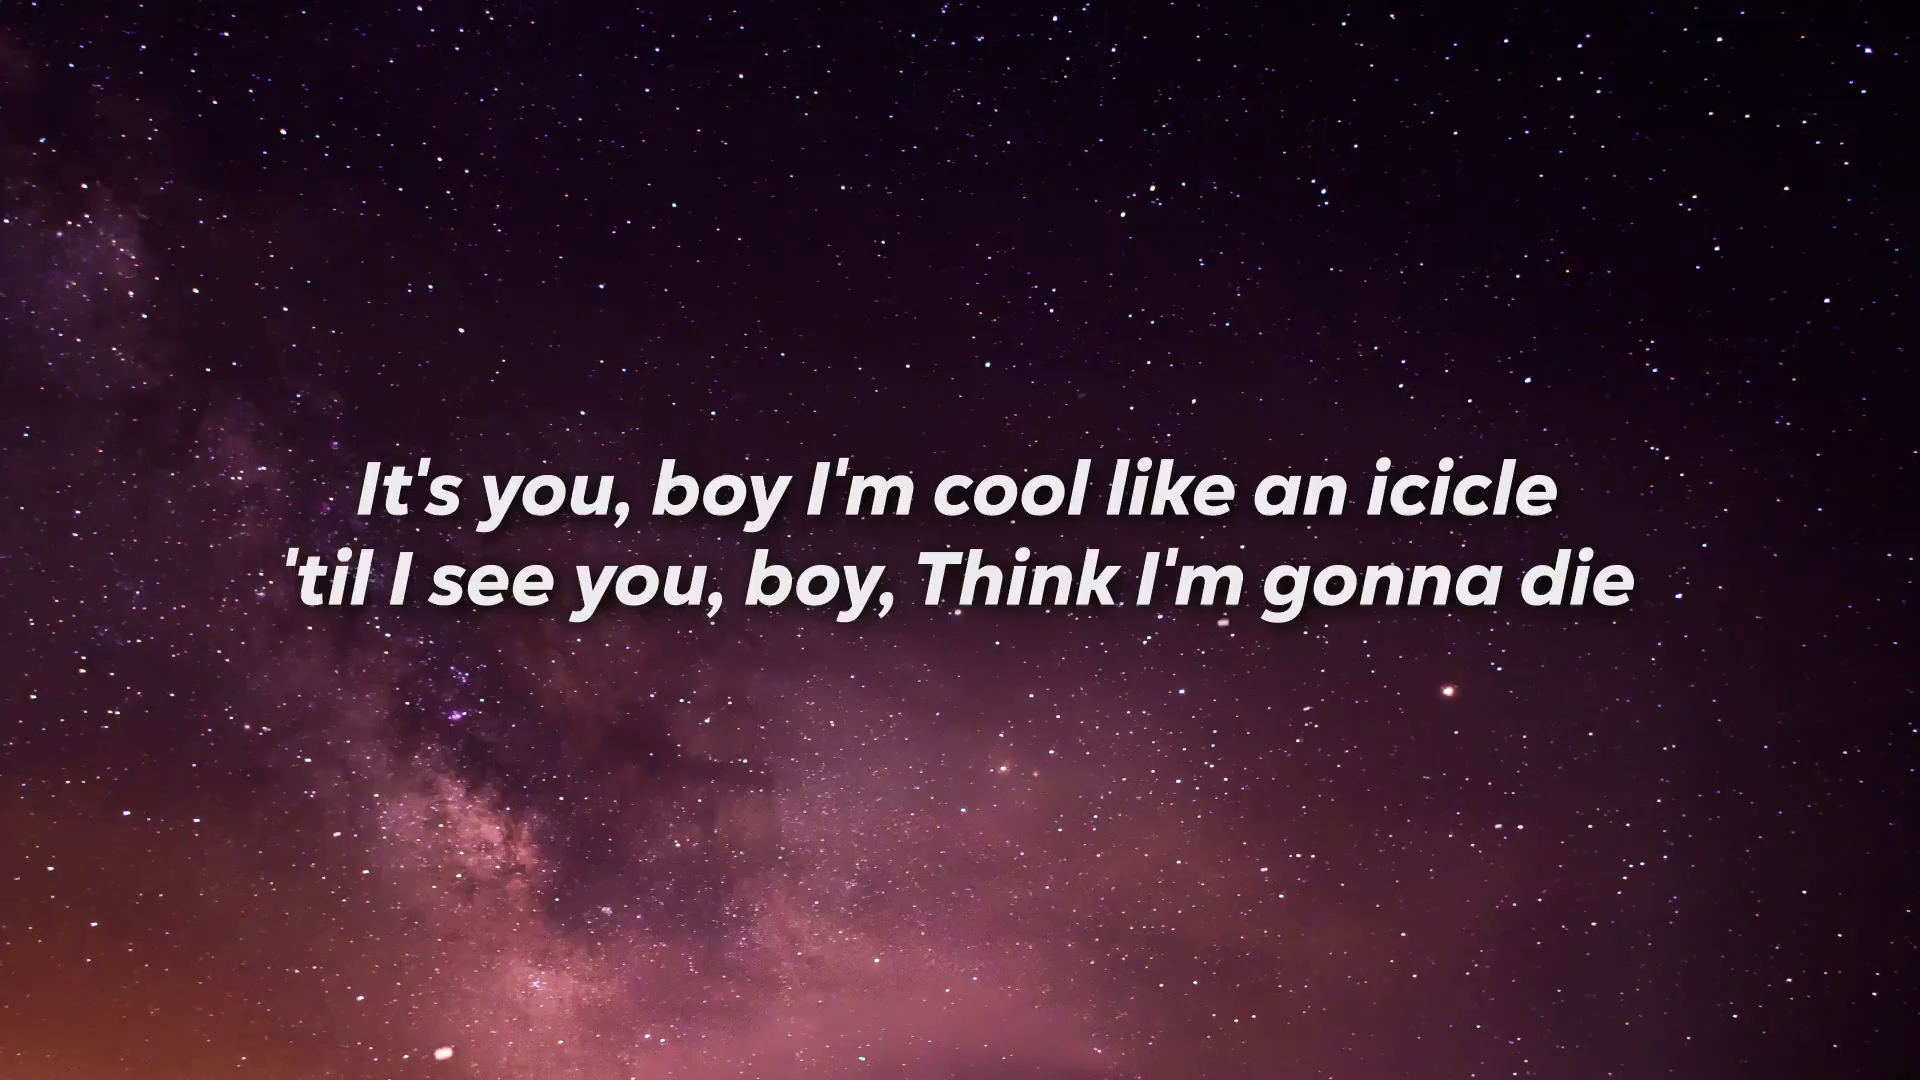 It's you, boy I'm cool like an icicle
'til I see you, boy, Think I'm gonna die